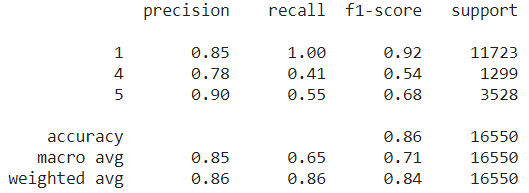 precision recall f1-score support
1 0.85 1.00 0.92 11723
4 0.78 0.41 0.54 1299
5 0.90 0.55 0.68 3528
accuracy 0.86 16550
macro avg 0.85 0.65 0.71 16550
weighted avg 0.86 0.86 0.84 16550